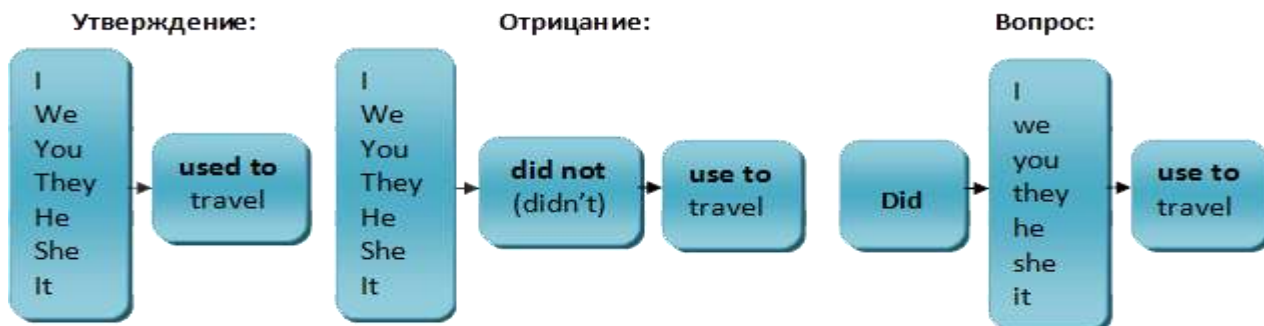 Утверждение:
I
We
You
They
He
She
It
used to
travel
Отрицание:
I
We
You
They
He
She
It
did not
(didn't)
use to
travel
Вопрос:
Did
I
we
you
they
he
she
it
use to
travel